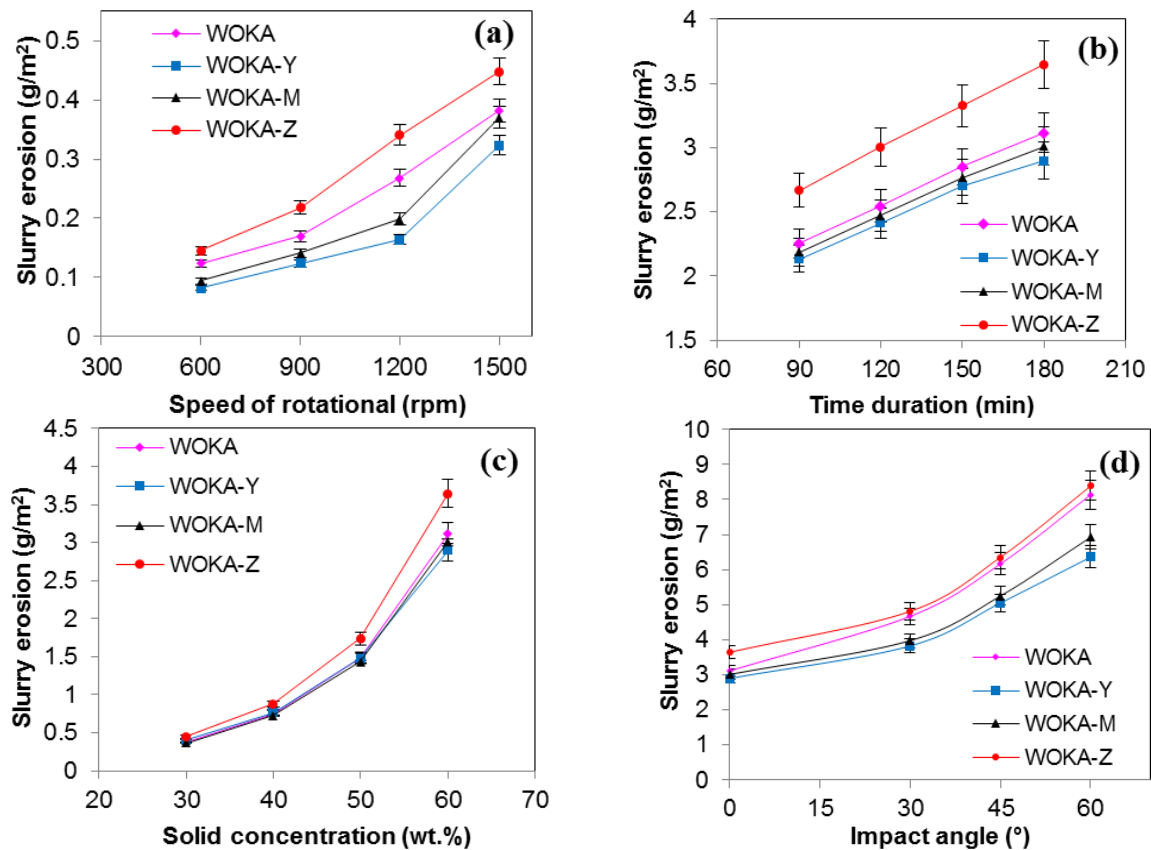 (a)
Slurry erosion (g/m²)
0.5
0.4
0.3
0.2
0.1
0
WOKA
WOKA-Y
WOKA-M
WOKA-Z
300 600 900 1200 1500
Speed of rotational (rpm)
(b)
Slurry erosion (g/m²)
4
3.5
3
2.5
2
1.5
WOKA
WOKA-Y
WOKA-M
WOKA-Z
60 90 120 150 180 210
Time duration (min)
(c)
Slurry erosion (g/m²)
4.5
4
3.5
3
2.5
2
1.5
1
0.5
0
WOKA
WOKA-Y
WOKA-M
WOKA-Z
20 30 40 50 60 70
Solid concentration (wt.%)
(d)
Slurry erosion (g/m²)
10
9
8
7
6
5
4
3
2
1
0
WOKA
WOKA-Y
WOKA-M
WOKA-Z
0 15 30 45 60
Impact angle (°)